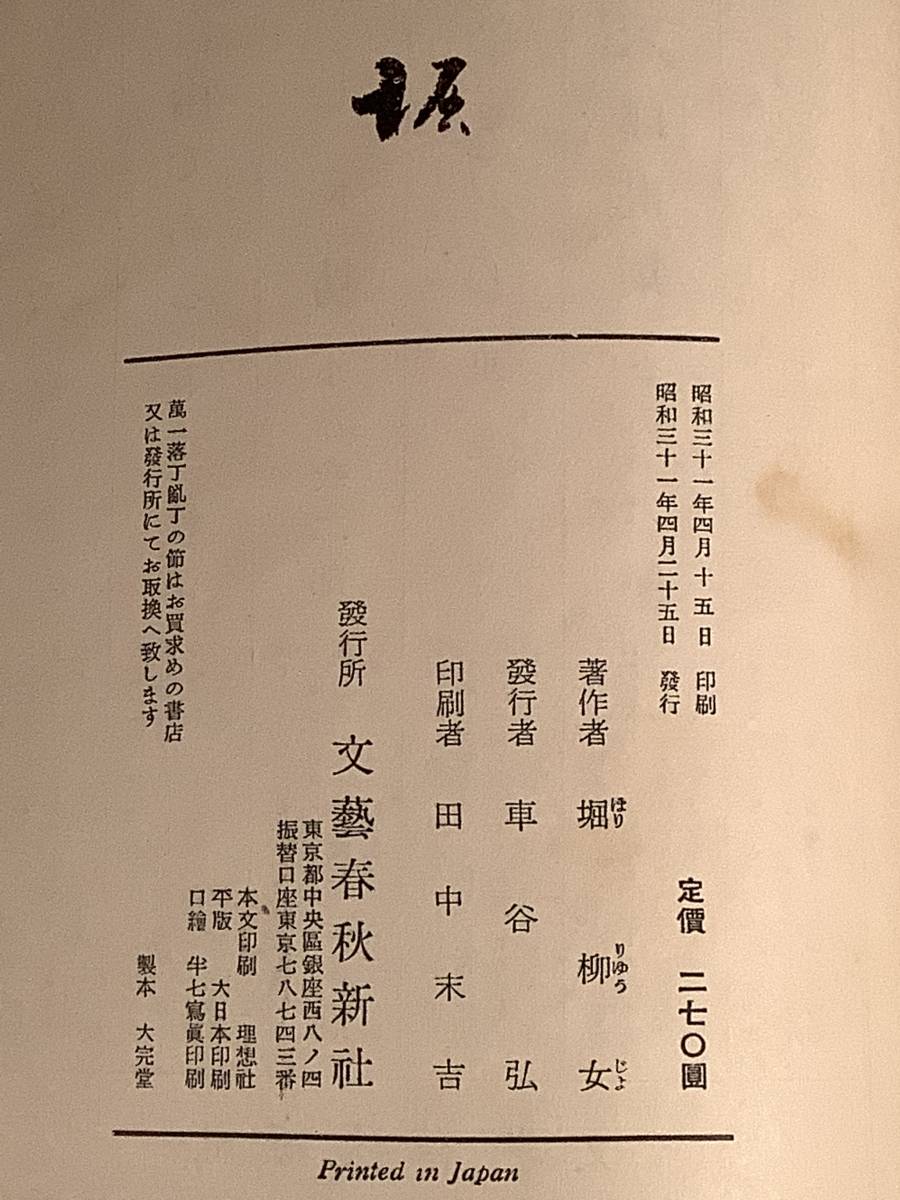 堀
昭和三十一年四月十五日 印刷
昭和三十一年四月二十五日 發行
定價 二七〇圓
著作者 堀柳女
ほり りゆう じよ
發行者 車谷弘
印刷者 田中末吉
發行所 文藝春秋新社
東京都中央區銀座西八ノ四
振替口座東京七八七四三番
本文印刷 理想社
平版 大日本印刷
口繪 半七寫眞印刷
製本 大完堂
萬一落丁亂丁の節はお買求めの書店
又は發行所にてお取換へ致します
Printed in Japan